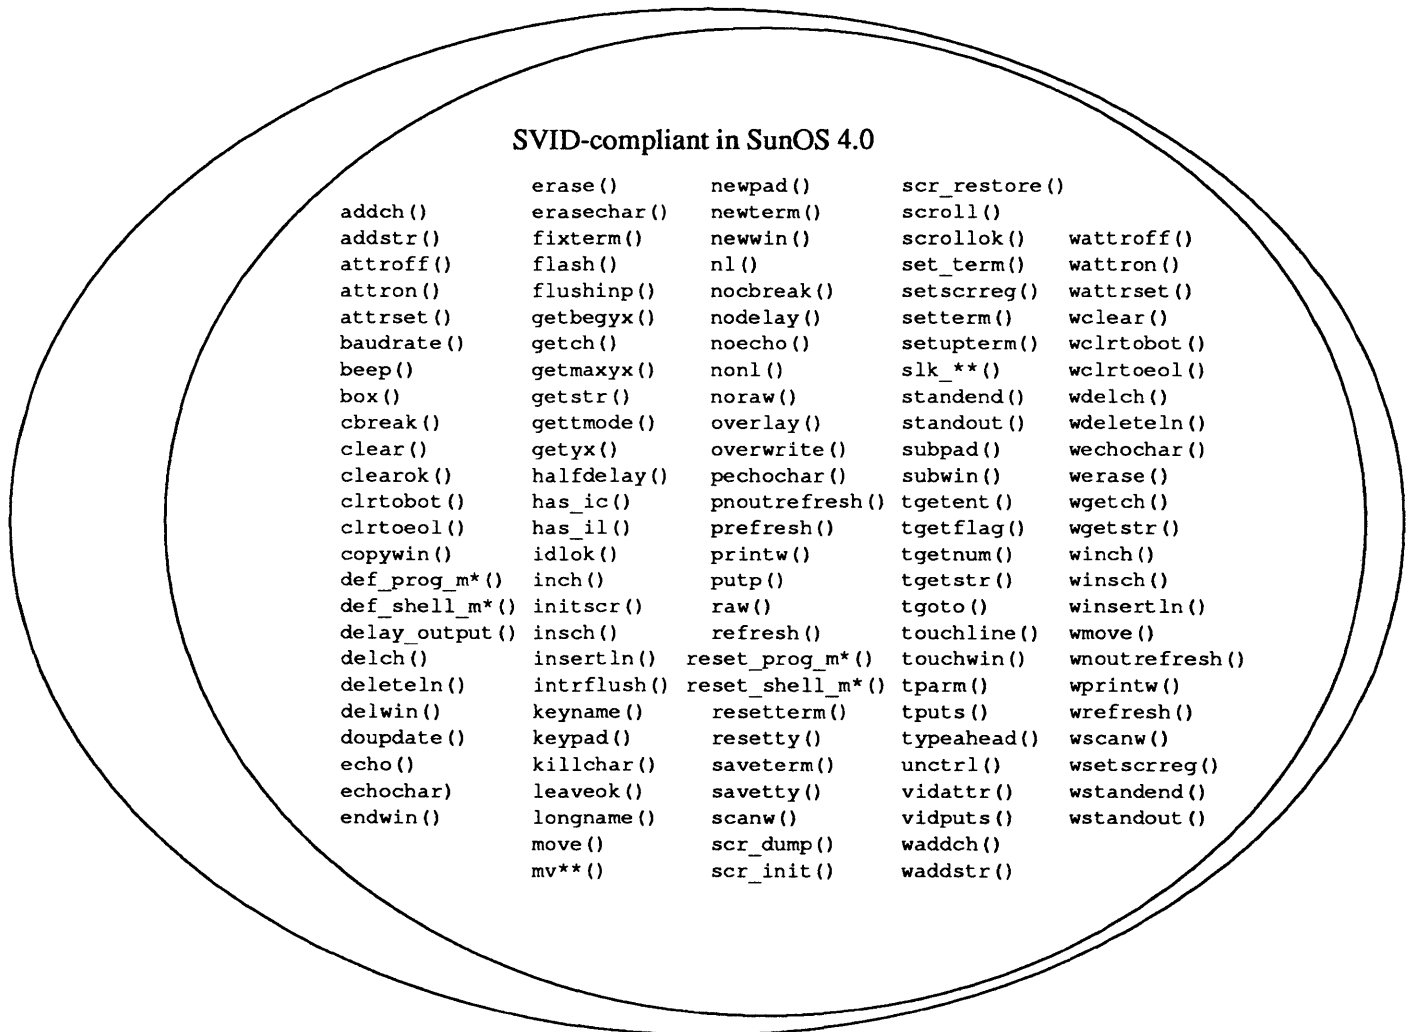 SVID-compliant in SunOS 4.0
erase() newpad() scr_restore()
addch() erasechar() newterm() scroll()
addstr() fixterm() newwin() scrollok() wattroff()
attroff() flash() nl() set_term() wattron()
attron() flushinp() nocbreak() setscrreg() wattrset()
attrset() getbegyx() nodelay() setterm() wclear()
baudrate() getch() noecho() setupterm() wclrtobot()
beep() getmaxyx() nonl() slk_**() wclrtoeol()
box() getstr() noraw() standend() wdelch()
cbreak() gettmode() overlay() standout() wdeleteln()
clear() getyx() overwrite() subpad() wechochar()
clearok() halfdelay() pechochar() subwin() werase()
clrtobot() has_ic() pnoutrefresh() tgetent() wgetch()
clrtoeol() has_il() prefresh() tgetflag() wgetstr()
copywin() idlok() printw() tgetnum() winch()
def_prog_m*() inch() putp() tgetstr() winsch()
def_shell_m*() initscr() raw() tgoto() winsertln()
delay_output() insch() refresh() touchline() wmove()
delch() insertln() reset_prog_m*() touchwin() wnoutrefresh()
deleteln() intrflush() reset_shell_m*() tparm() wprintw()
delwin() keyname() resetterm() tputs() wrefresh()
doupdate() keypad() resetty() typeahead() wscanw()
echo() killchar() saveterm() unctrl() wsetscrreg()
echochar) leaveok() savetty() vidattr() wstandend()
endwin() longname() scanw() vidputs() wstandout()
move() scr_dump() waddch()
mv**() scr_init() waddstr()